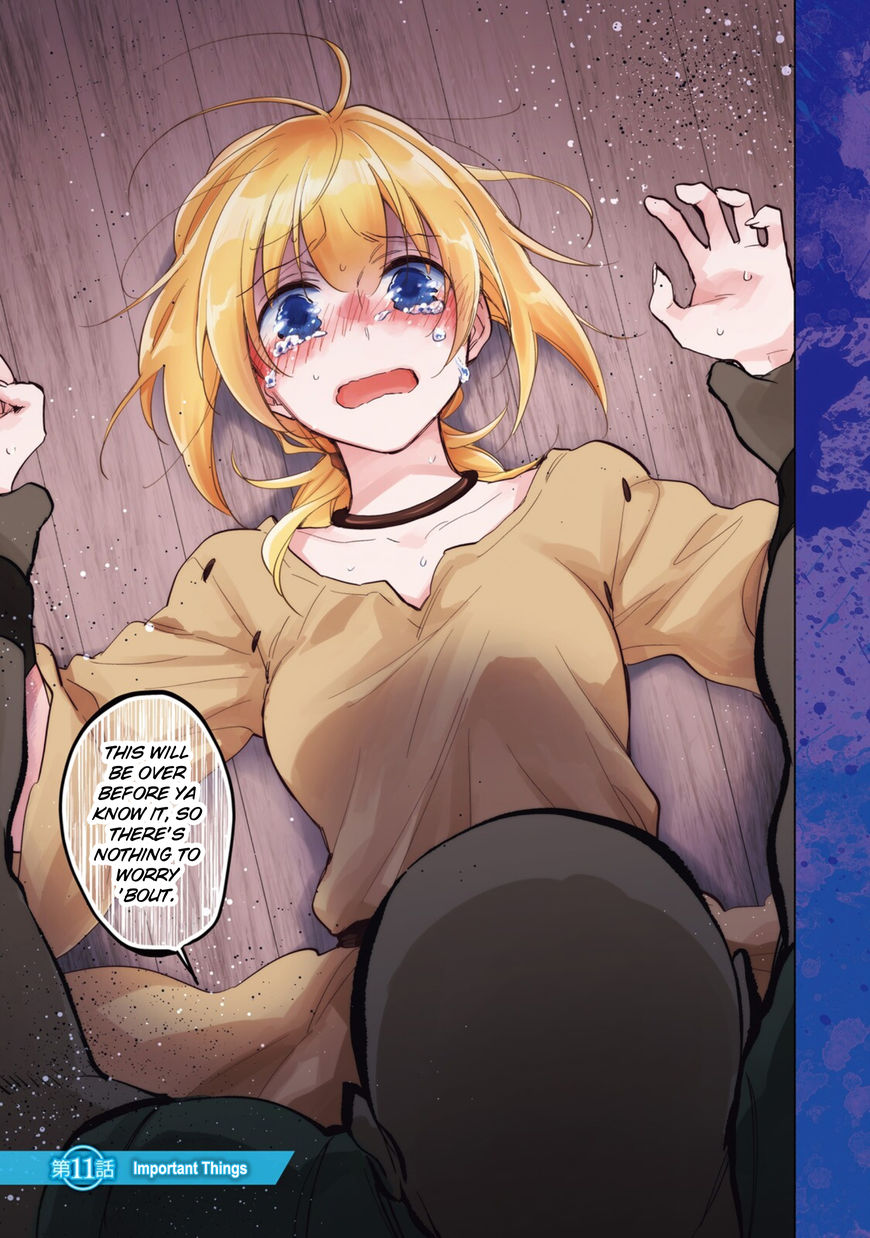 THIS WILL
BE OVER
BEFORE YA
KNOW IT, SO
THERE'S
NOTHING TO
WORRY
'BOUT.
第11話 Important Things